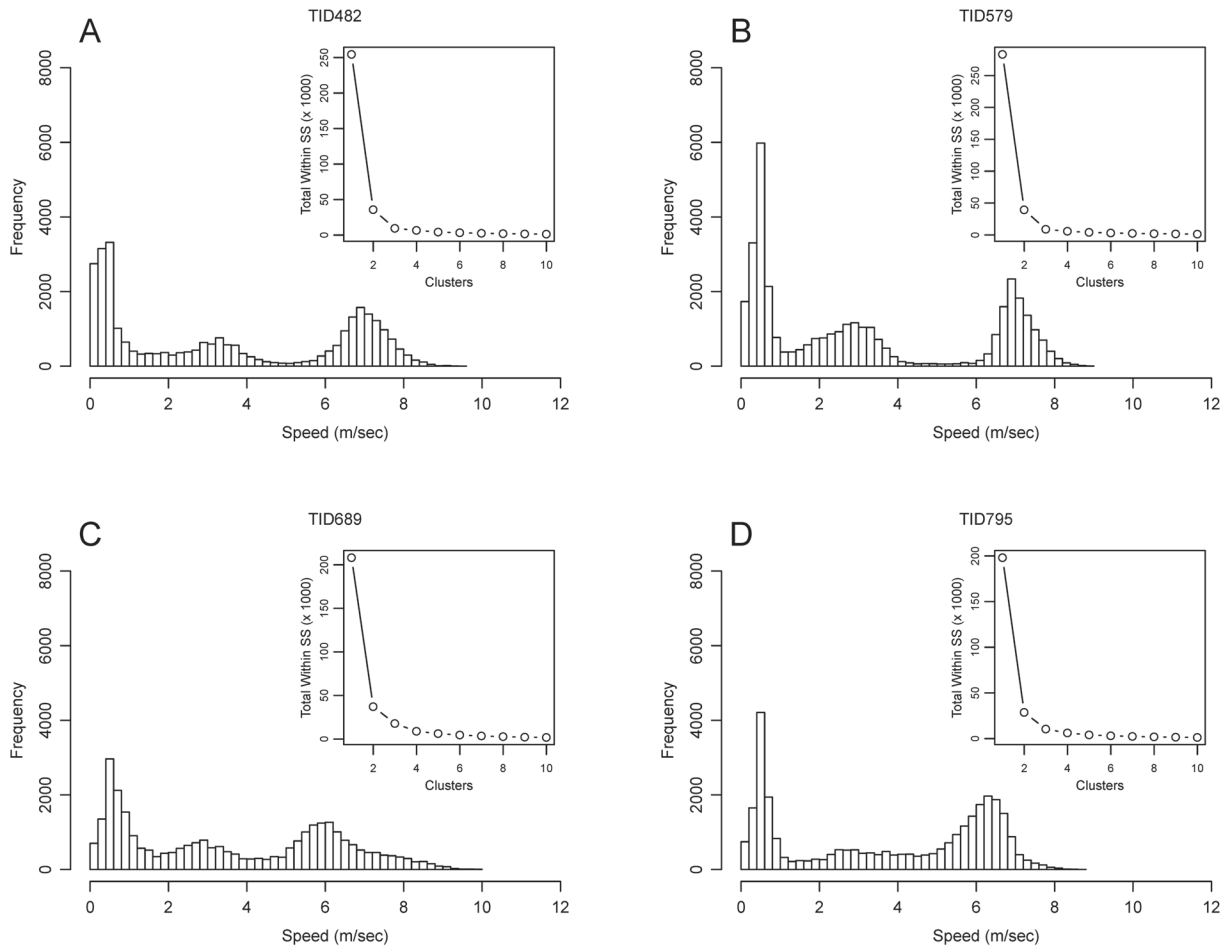 A
TID482
Frequency
0
2000
4000
6000
8000
Total Within SS (x 1000)
0
50
100
150
200
250
2 4 6 8 10
Clusters
0 2 4 6 8 10 12
Speed (m/sec)
B
TID579
Frequency
0
2000
4000
6000
8000
Total Within SS (x 1000)
0
50
100
150
200
250
2 4 6 8 10
Clusters
0 2 4 6 8 10 12
Speed (m/sec)
C
TID689
Frequency
0
2000
4000
6000
8000
Total Within SS (x 1000)
0
50
100
150
200
2 4 6 8 10
Clusters
0 2 4 6 8 10 12
Speed (m/sec)
D
TID795
Frequency
0
2000
4000
6000
8000
Total Within SS (x 1000)
0
50
100
150
200
2 4 6 8 10
Clusters
0 2 4 6 8 10 12
Speed (m/sec)